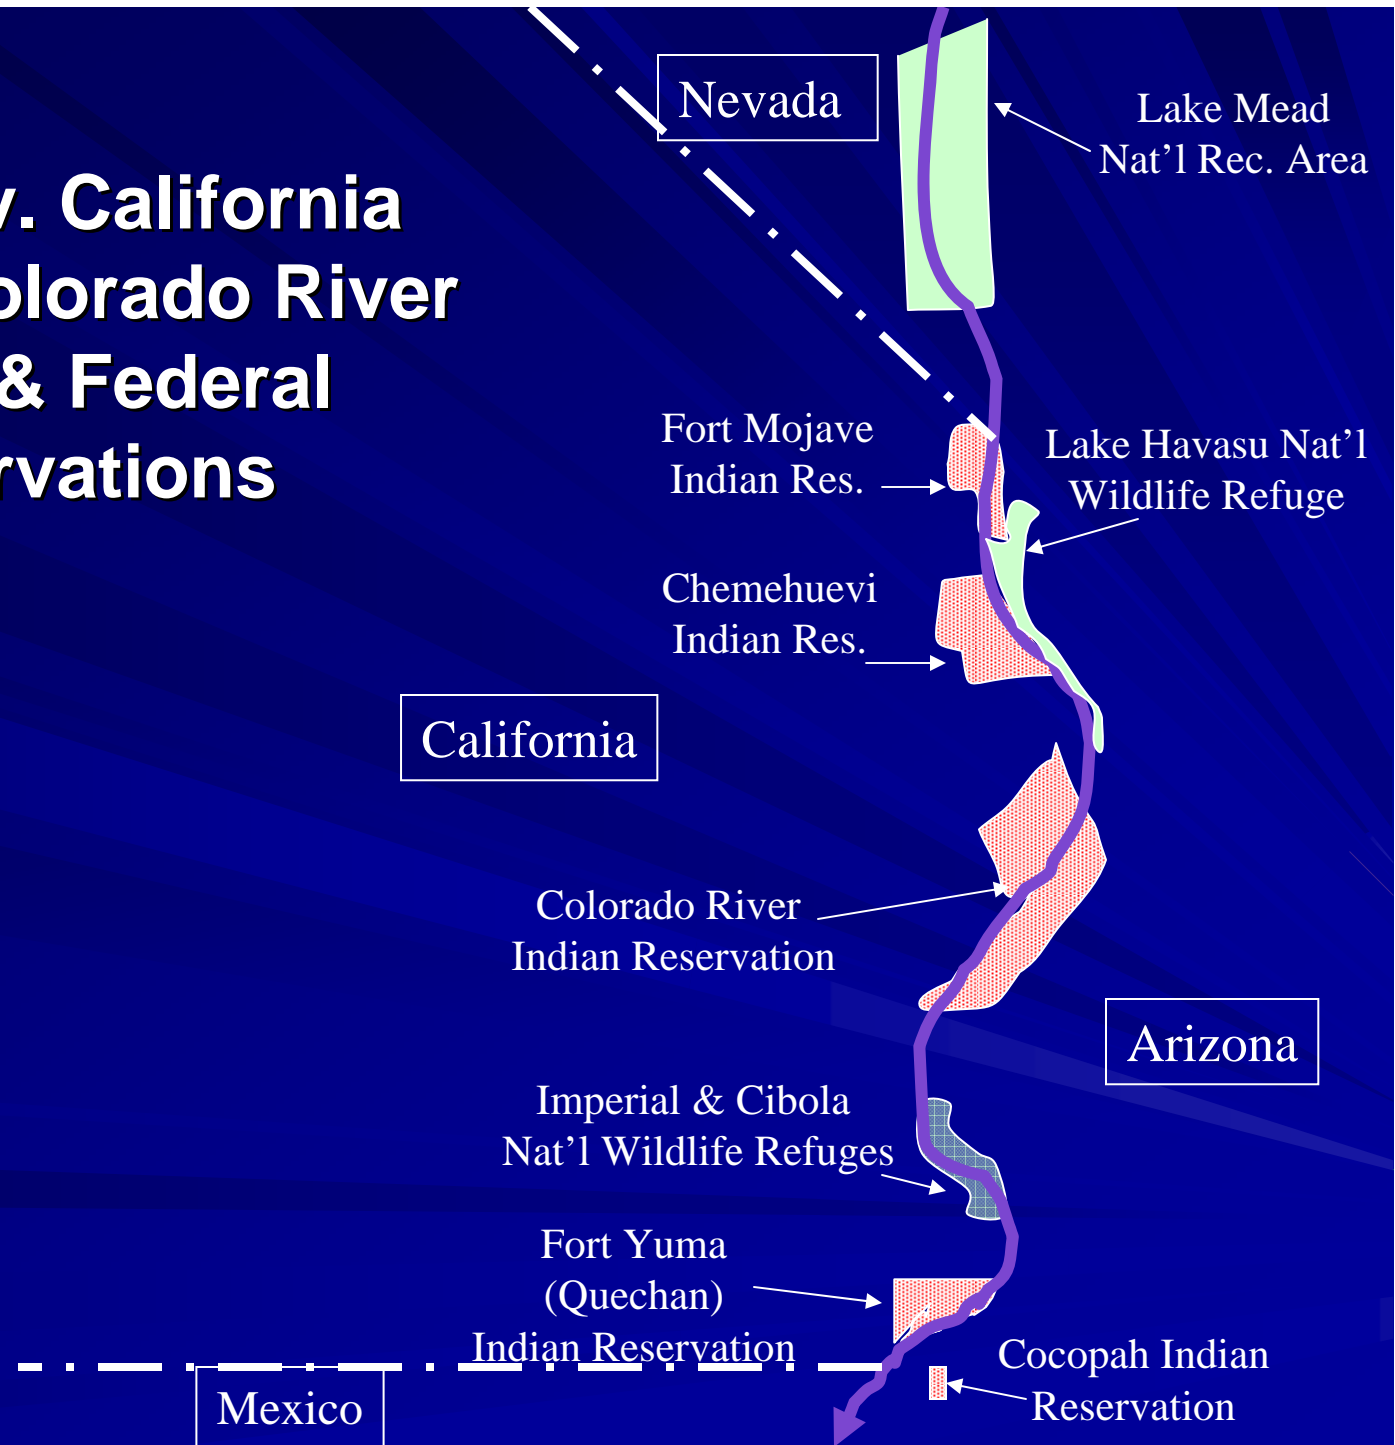 v. California
olorado River
& Federal
rvations
Nevada
Lake Mead
Nat’l Rec. Area
Fort Mojave
Indian Res.
Lake Havasu Nat’l
Wildlife Refuge
Chemehuevi
Indian Res.
California
Colorado River
Indian Reservation
Arizona
Imperial & Cibola
Nat’l Wildlife Refuges
Fort Yuma
(Quechan)
Indian Reservation
Cocopah Indian
Reservation
Mexico